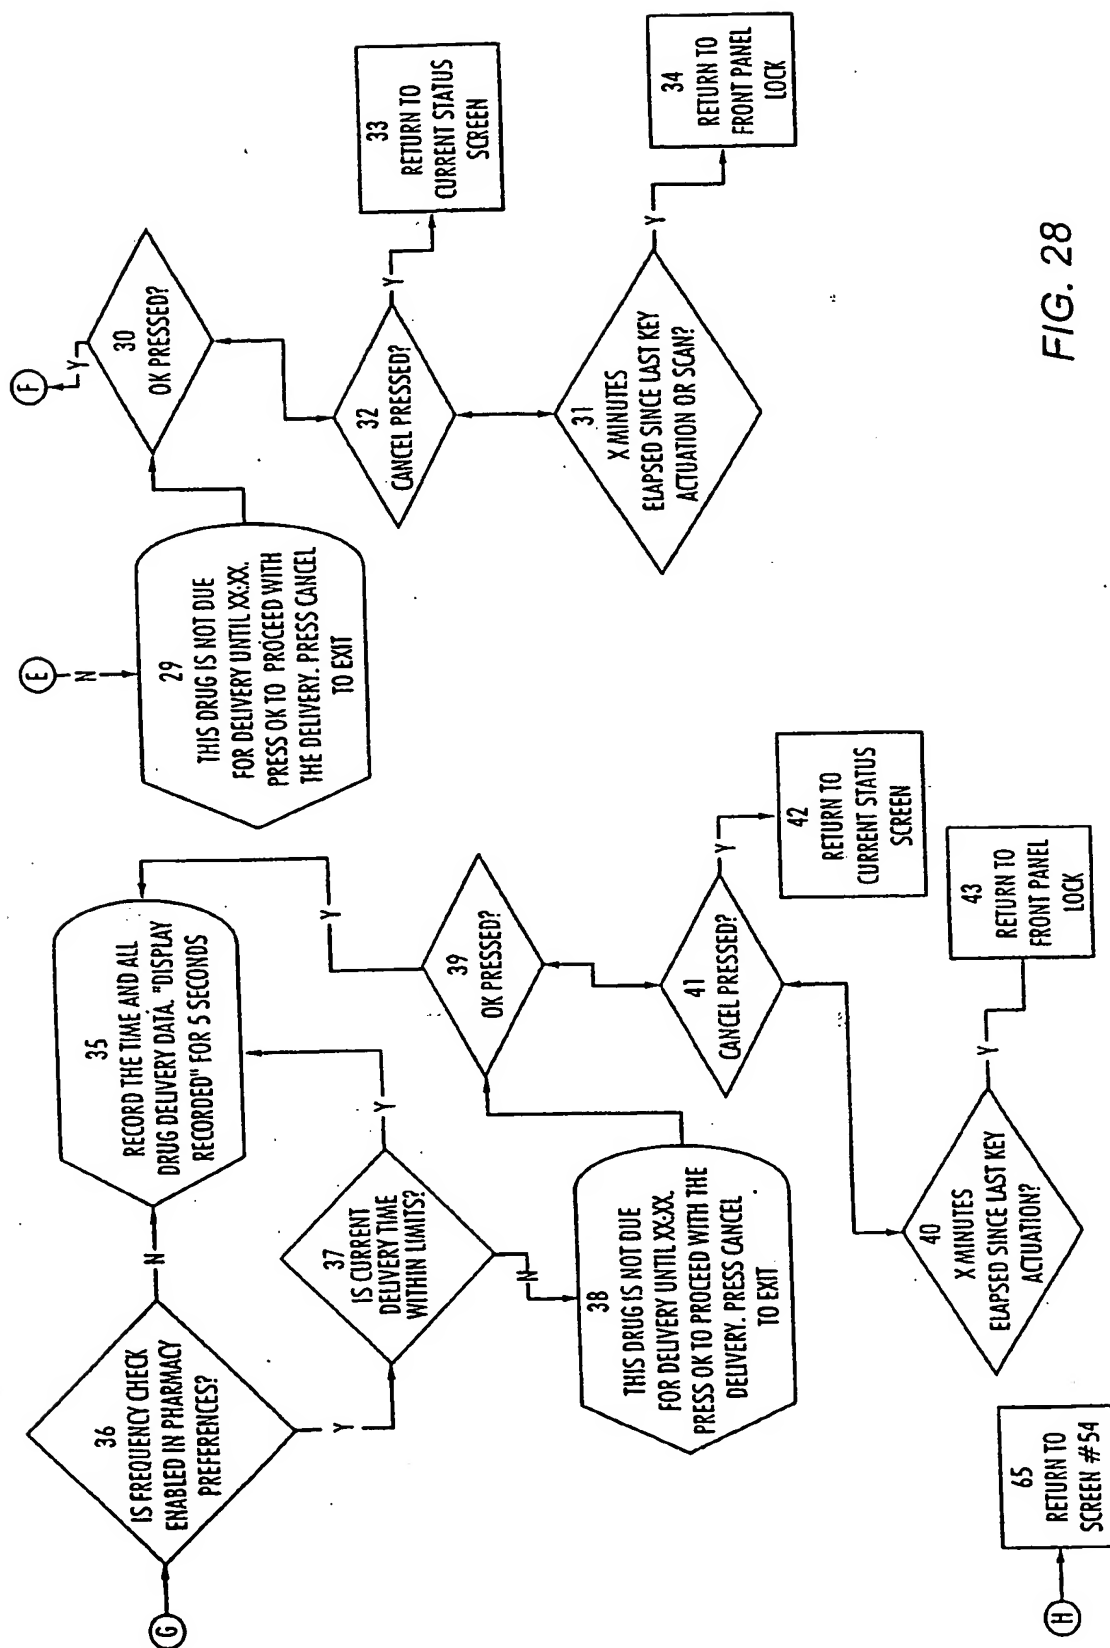 G
36
IS FREQUENCY CHECK
ENABLED IN PHARMACY
PREFERENCES?
N
Y
35
RECORD THE TIME AND ALL
DRUG DELIVERY DATA. "DISPLAY
RECORDED" FOR 5 SECONDS
37
IS CURRENT
DELIVERY TIME
WITHIN LIMITS?
Y
N
38
THIS DRUG IS NOT DUE
FOR DELIVERY UNTIL XX:XX.
PRESS OK TO PROCEED WITH THE
DELIVERY. PRESS CANCEL
TO EXIT
39
OK PRESSED?
Y
41
CANCEL PRESSED?
Y
42
RETURN TO
CURRENT STATUS
SCREEN
40
X MINUTES
ELAPSED SINCE LAST KEY
ACTUATION?
Y
43
RETURN TO
FRONT PANEL
LOCK
H
65
RETURN TO
SCREEN #54
E
N
29
THIS DRUG IS NOT DUE
FOR DELIVERY UNTIL XX:XX.
PRESS OK TO PROCEED WITH
THE DELIVERY. PRESS CANCEL
TO EXIT
30
OK PRESSED?
Y
F
32
CANCEL PRESSED?
Y
33
RETURN TO
CURRENT STATUS
SCREEN
31
X MINUTES
ELAPSED SINCE LAST KEY
ACTUATION OR SCAN?
Y
34
RETURN TO
FRONT PANEL
LOCK
FIG. 28